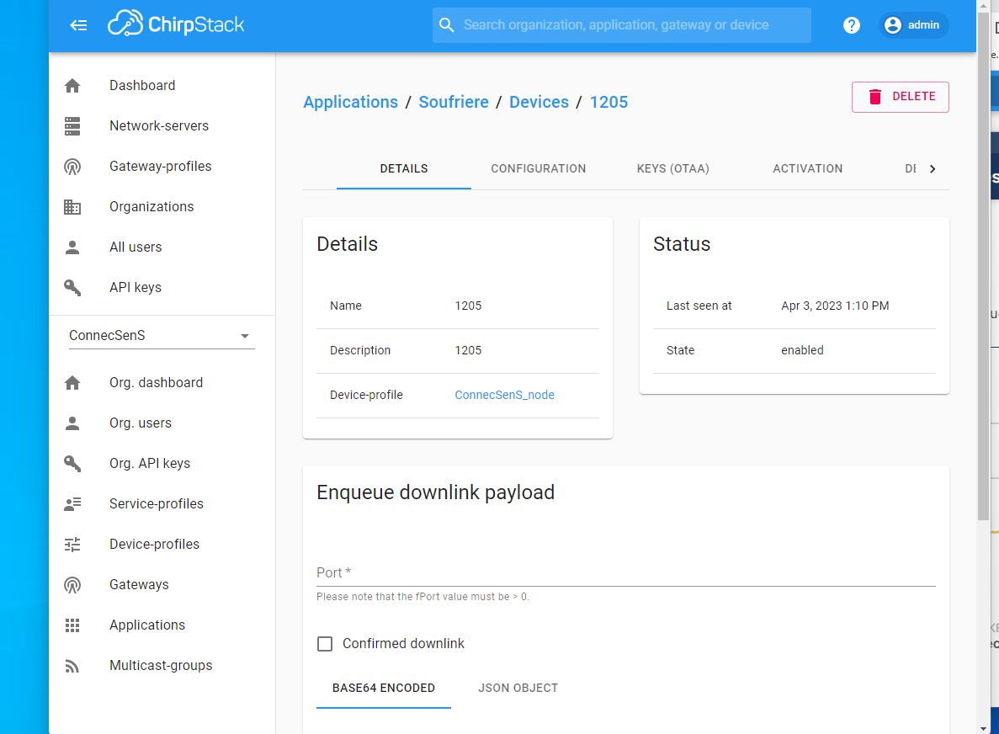 ChirpStack
Search organization, application, gateway or device
admin
Dashboard
Network-servers
Gateway-profiles
Organizations
All users
API keys
ConnecSenS
Org. dashboard
Org. users
Org. API keys
Service-profiles
Device-profiles
Gateways
Applications
Multicast-groups
Applications / Soufriere / Devices / 1205
DELETE
DETAILS CONFIGURATION KEYS (OTAA) ACTIVATION
Details
Name 1205
Description 1205
Device-profile ConnecSenS_node
Status
Last seen at Apr 3, 2023 1:10 PM
State enabled
Enqueue downlink payload
Port *
Please note that the fPort value must be > 0.
Confirmed downlink
BASE64 ENCODED JSON OBJECT